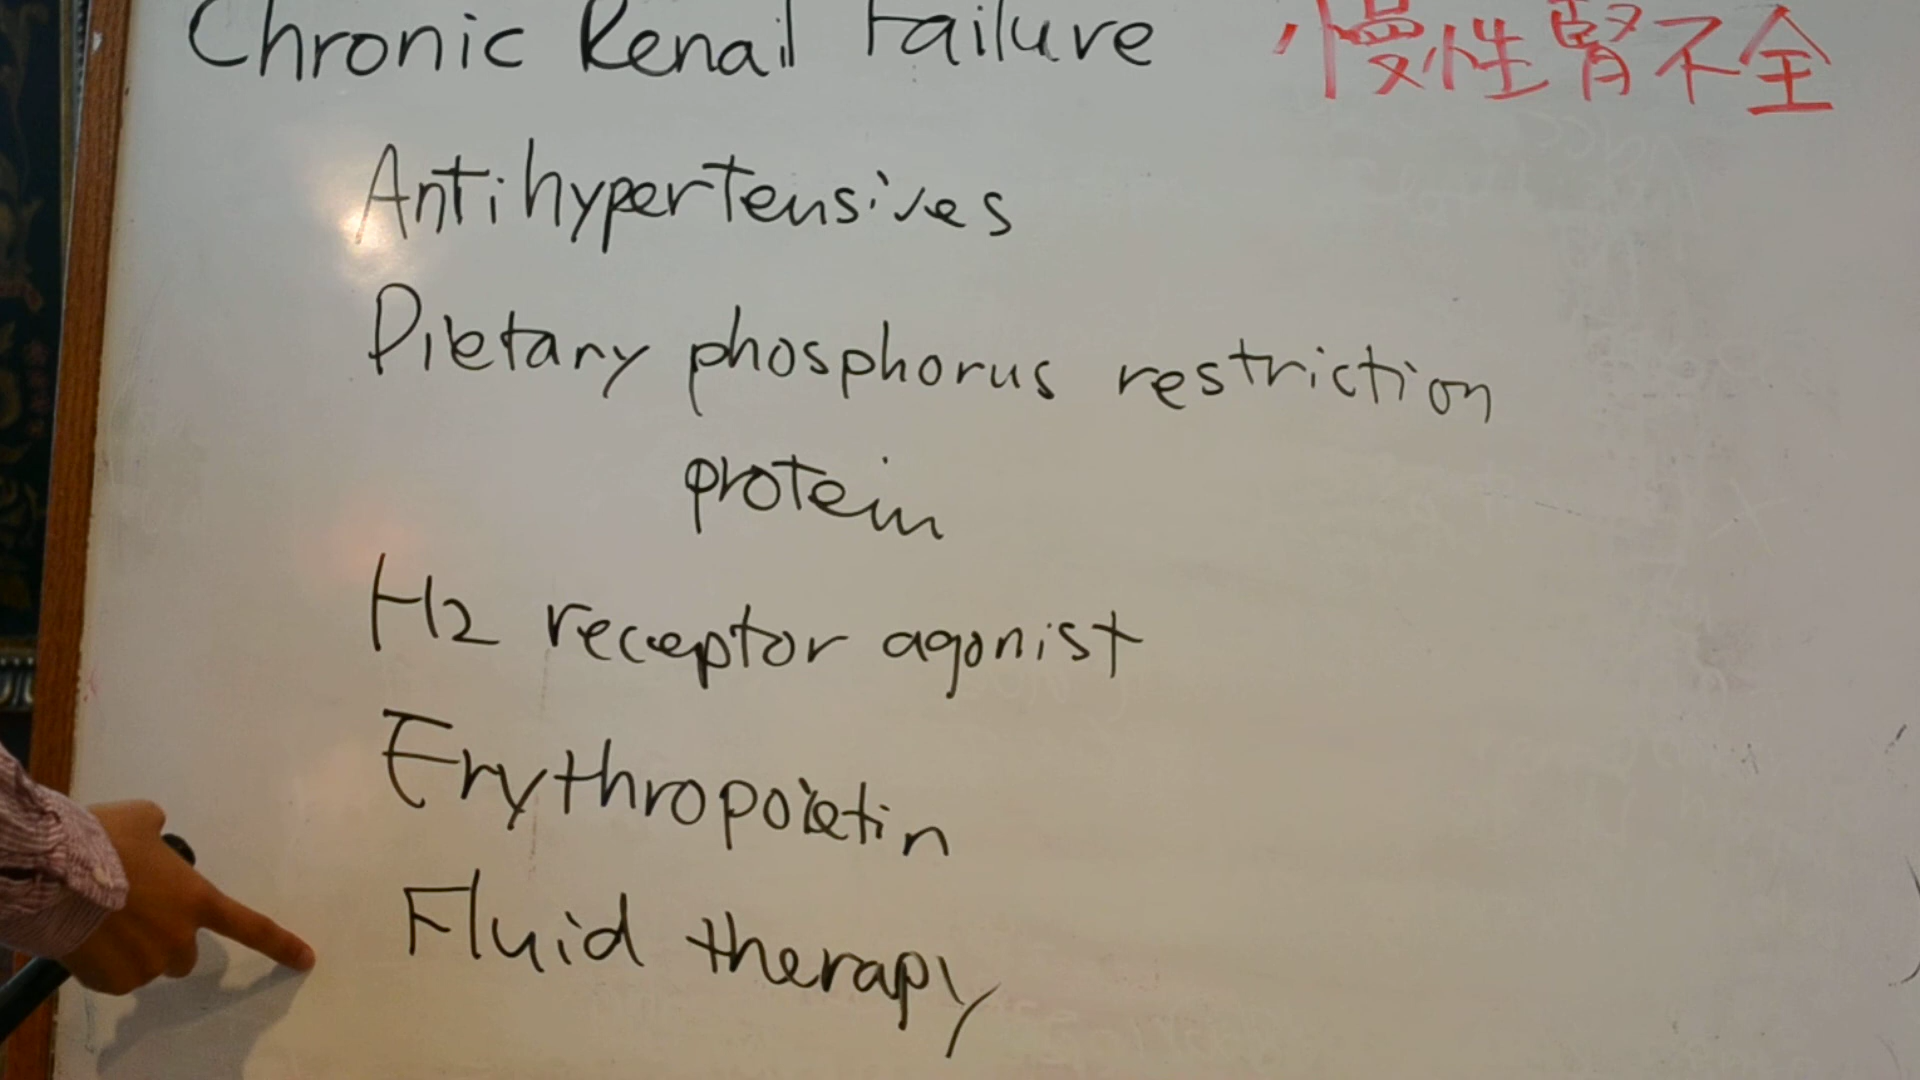 Chronic Renal Failure 慢性腎不全
Antihypertensives
Dietary phosphorus restriction
protein
H2 receptor agonist
Erythropoietin
Fluid therapy